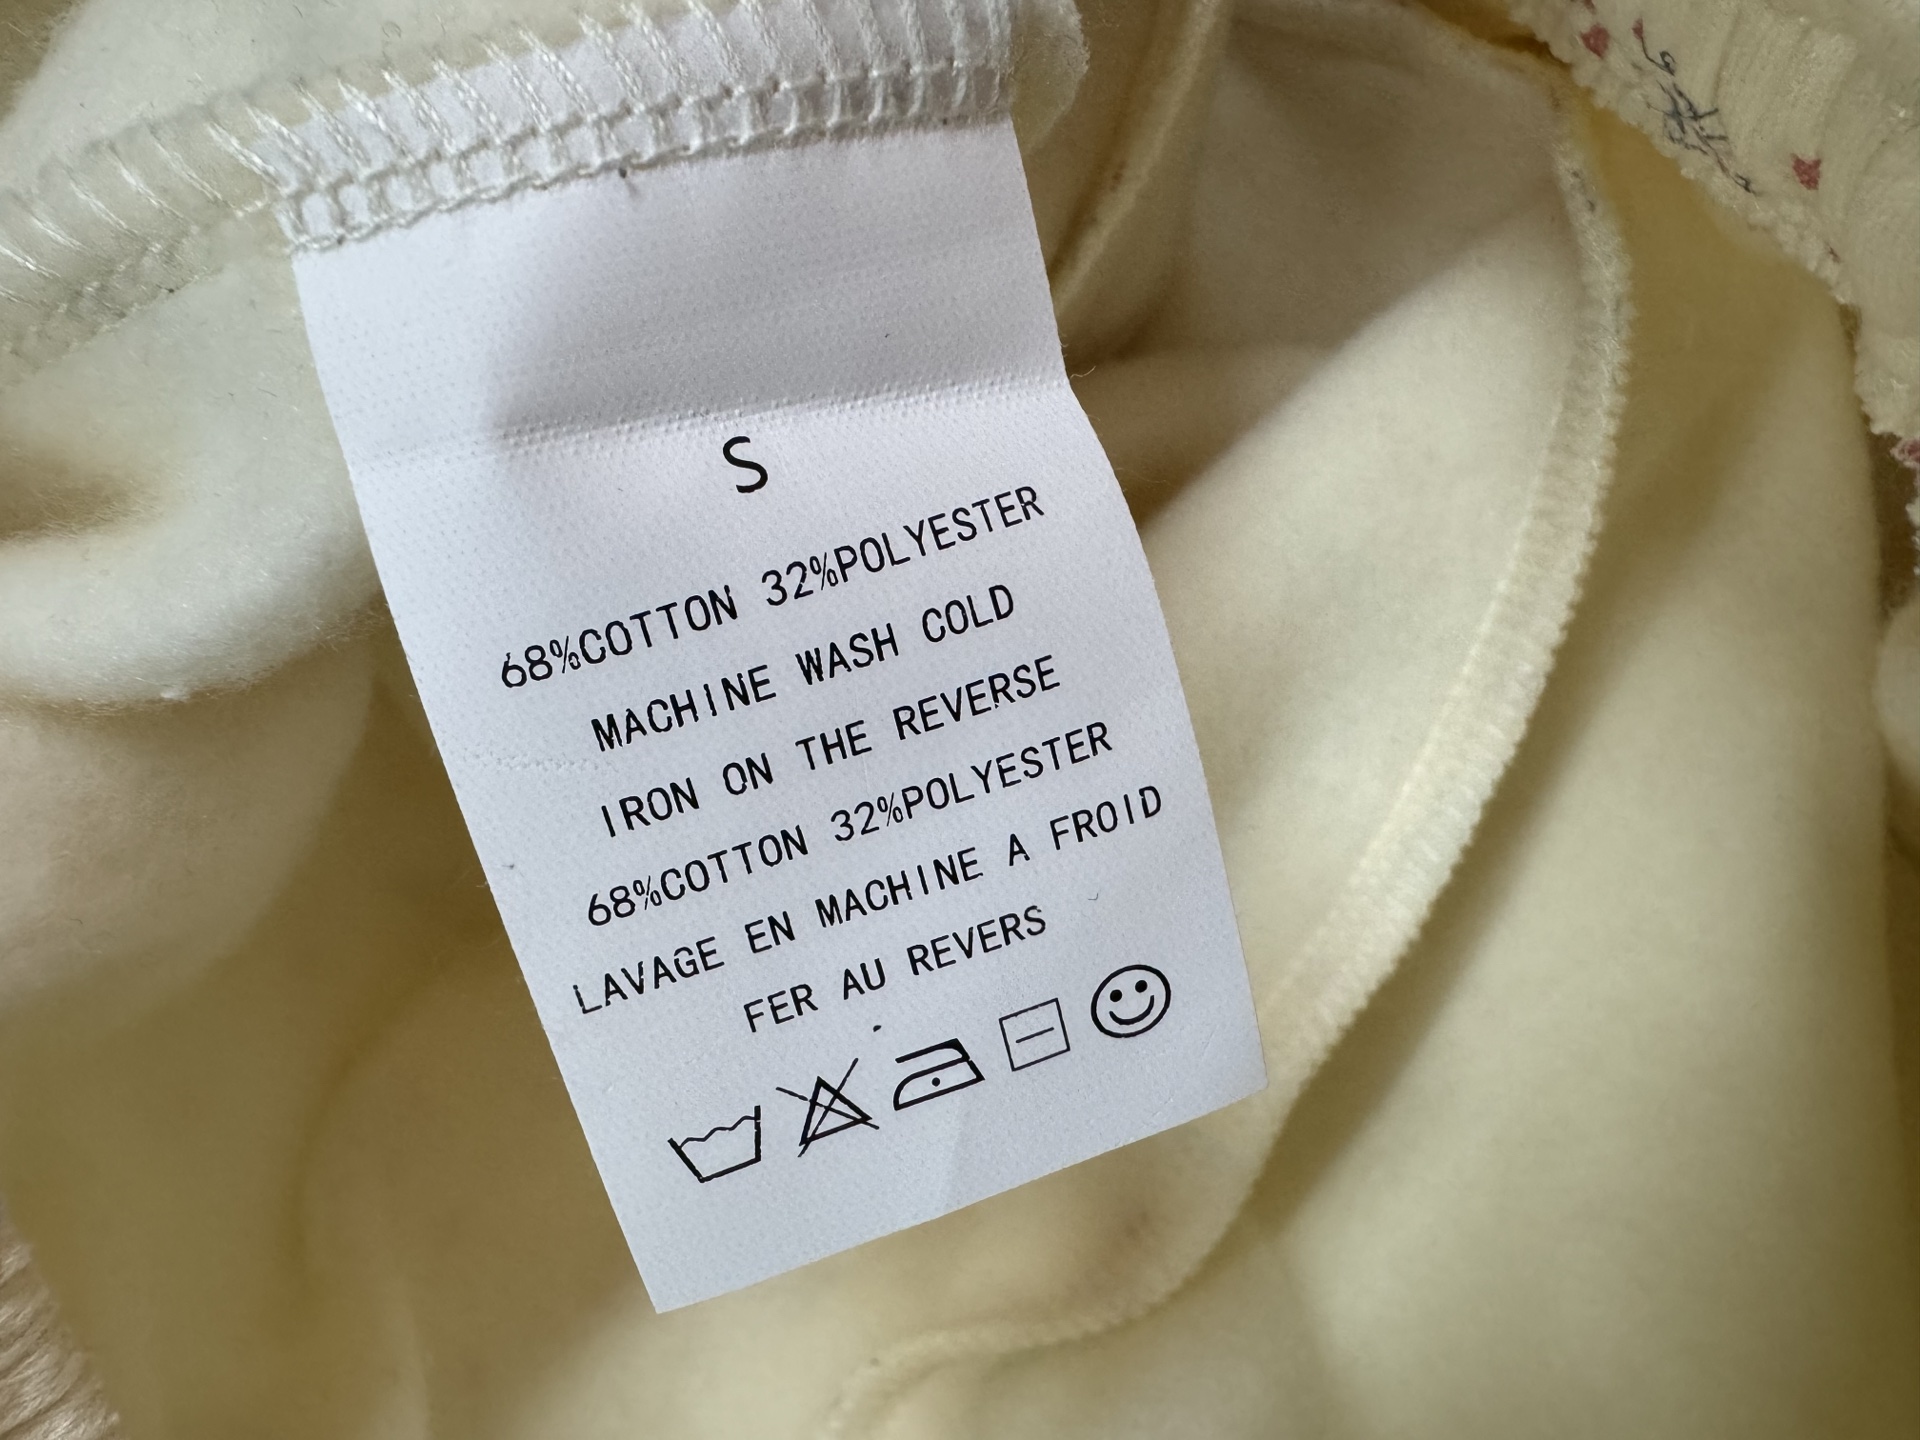 S
68%COTTON 32%POLYESTER
MACHINE WASH COLD
IRON ON THE REVERSE
68%COTTON 32%POLYESTER
LAVAGE EN MACHINE A FROID
FER AU REVERS